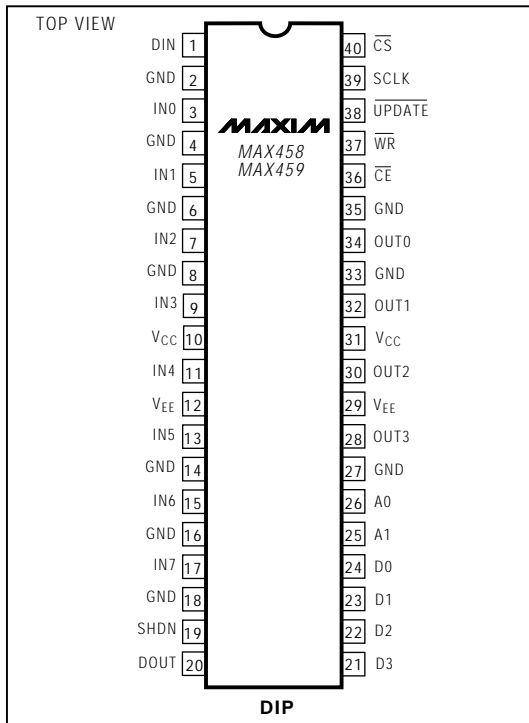 TOP VIEW
DIN 1 40 C̅S̅
GND 2 39 SCLK
IN0 3 38 U̅P̅D̅A̅T̅E̅
MAXIM
GND 4 37 W̅R̅
MAX458
IN1 5 36 C̅E̅
MAX459
GND 6 35 GND
IN2 7 34 OUT0
GND 8 33 GND
IN3 9 32 OUT1
VCC 10 31 VCC
IN4 11 30 OUT2
VEE 12 29 VEE
IN5 13 28 OUT3
GND 14 27 GND
IN6 15 26 A0
GND 16 25 A1
IN7 17 24 D0
GND 18 23 D1
SHDN 19 22 D2
DOUT 20 21 D3
DIP